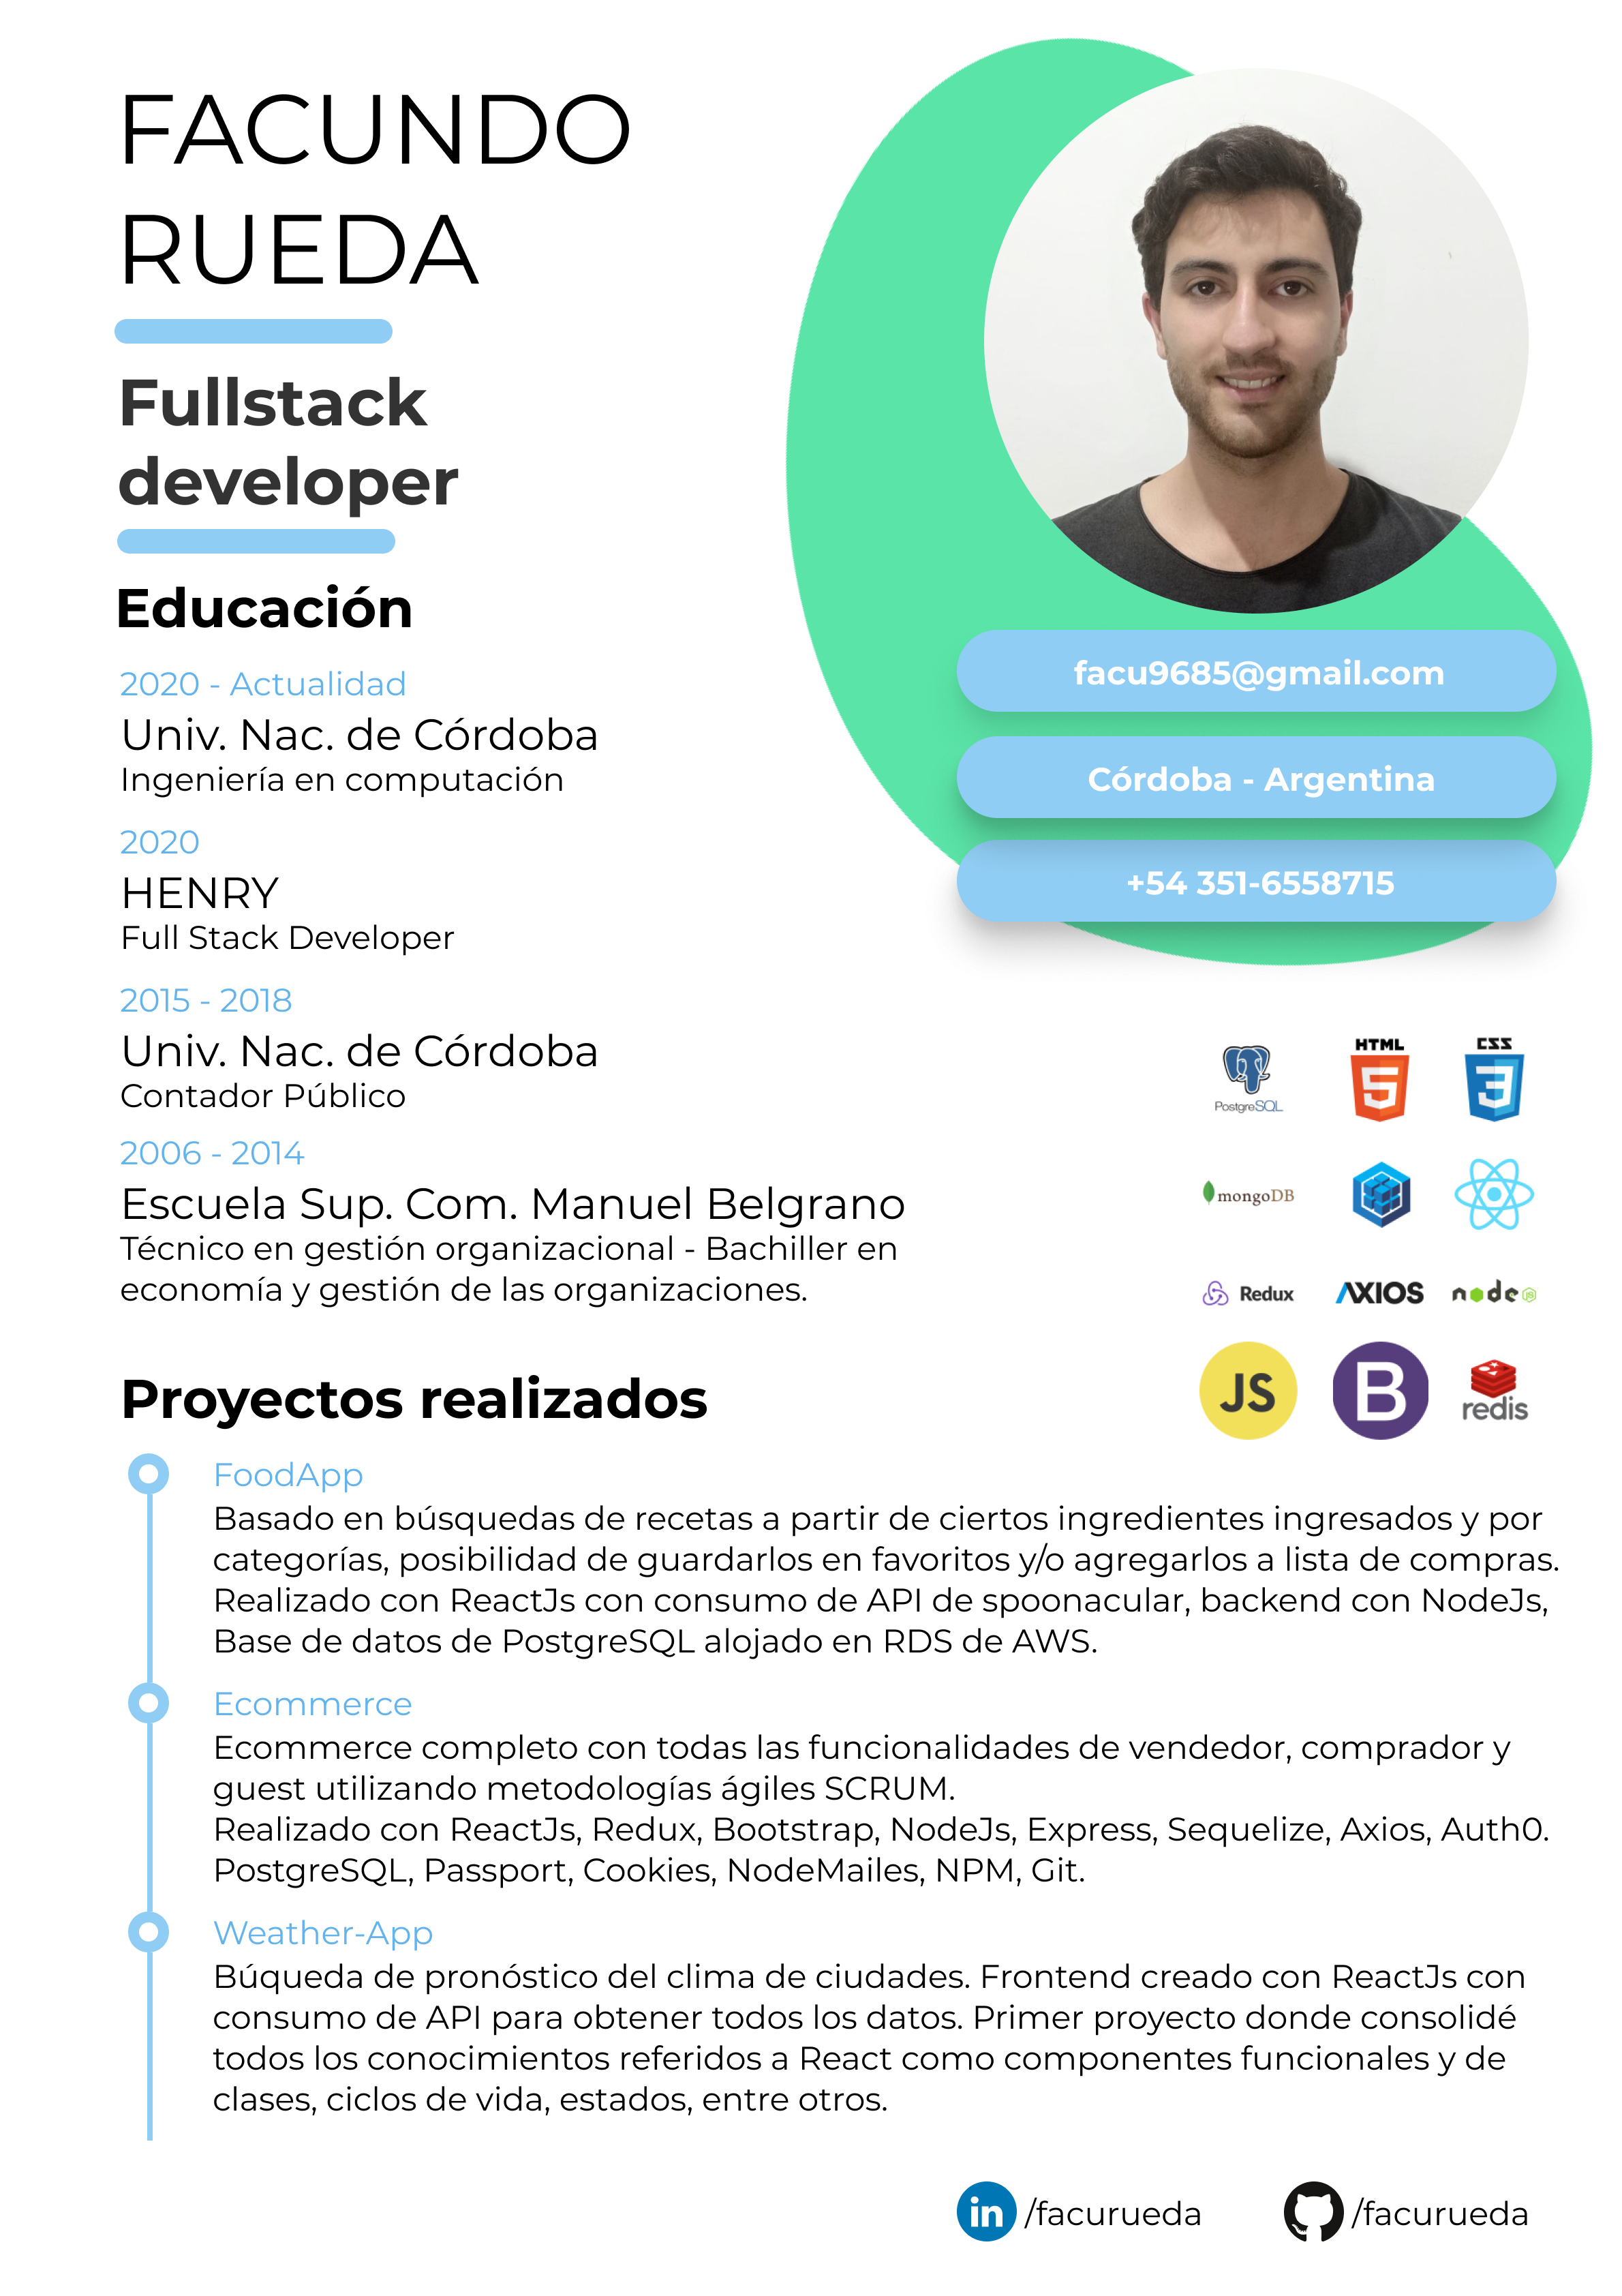 FACUNDO
RUEDA
Fullstack
developer
facu9685@gmail.com
Córdoba - Argentina
+54 351-6558715
Educación
2020 - Actualidad
Univ. Nac. de Córdoba
Ingeniería en computación
2020
HENRY
Full Stack Developer
2015 - 2018
Univ. Nac. de Córdoba
Contador Público
2006 - 2014
Escuela Sup. Com. Manuel Belgrano
Técnico en gestión organizacional - Bachiller en
economía y gestión de las organizaciones.
PostgreSQL
HTML
5
CSS
3
mongoDB
Redux
AXIOS
node
JS
JS
B
redis
Proyectos realizados
FoodApp
Basado en búsquedas de recetas a partir de ciertos ingredientes ingresados y por
categorías, posibilidad de guardarlos en favoritos y/o agregarlos a lista de compras.
Realizado con ReactJs con consumo de API de spoonacular, backend con NodeJs,
Base de datos de PostgreSQL alojado en RDS de AWS.
Ecommerce
Ecommerce completo con todas las funcionalidades de vendedor, comprador y
guest utilizando metodologías ágiles SCRUM.
Realizado con ReactJs, Redux, Bootstrap, NodeJs, Express, Sequelize, Axios, Auth0.
PostgreSQL, Passport, Cookies, NodeMailes, NPM, Git.
Weather-App
Búqueda de pronóstico del clima de ciudades. Frontend creado con ReactJs con
consumo de API para obtener todos los datos. Primer proyecto donde consolidé
todos los conocimientos referidos a React como componentes funcionales y de
clases, ciclos de vida, estados, entre otros.
in /facurueda
/facurueda